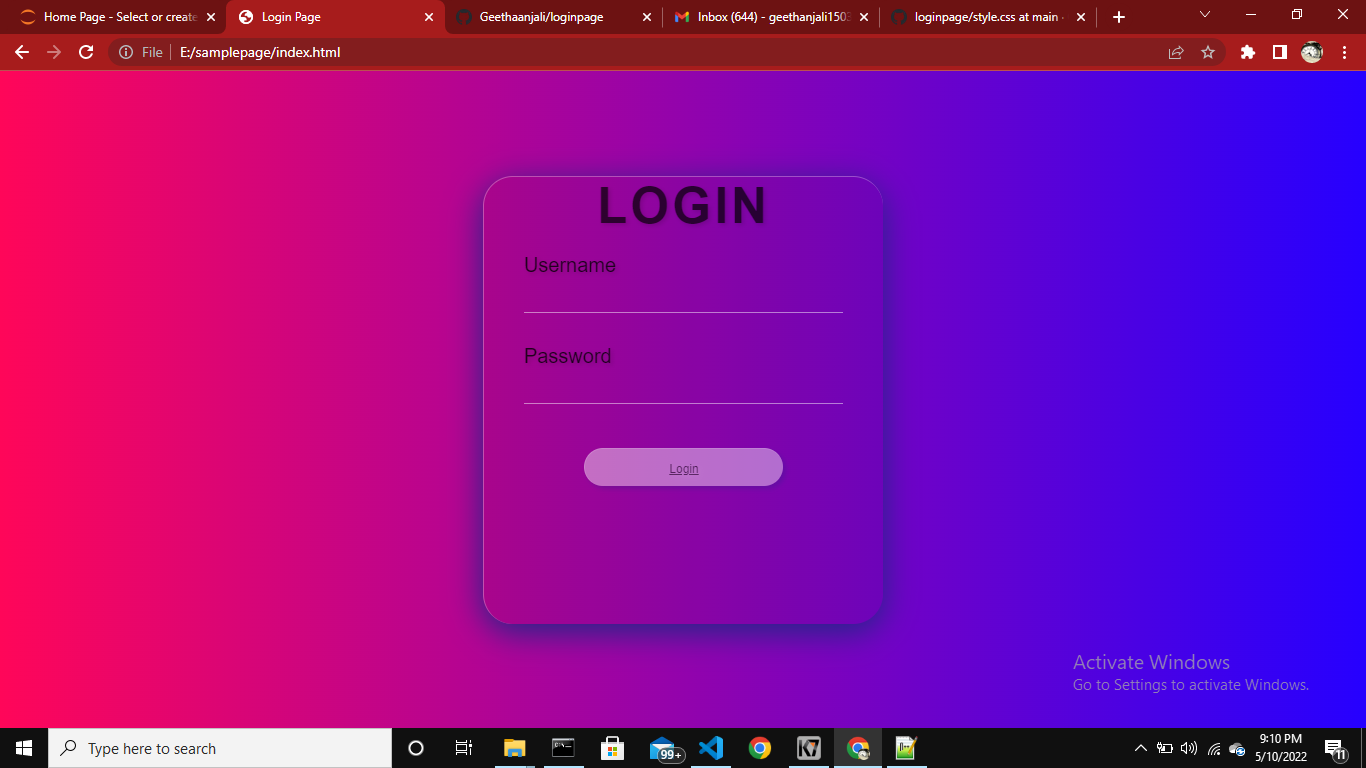 Home Page - Select or create
Login Page
Geethaanjali/loginpage
Inbox (644) - geethanjali1503
loginpage/style.css at main
File
E:/samplepage/index.html
LOGIN
Username
Password
Login
Activate Windows
Go to Settings to activate Windows.
Type here to search
99+
9:10 PM
5/10/2022
11